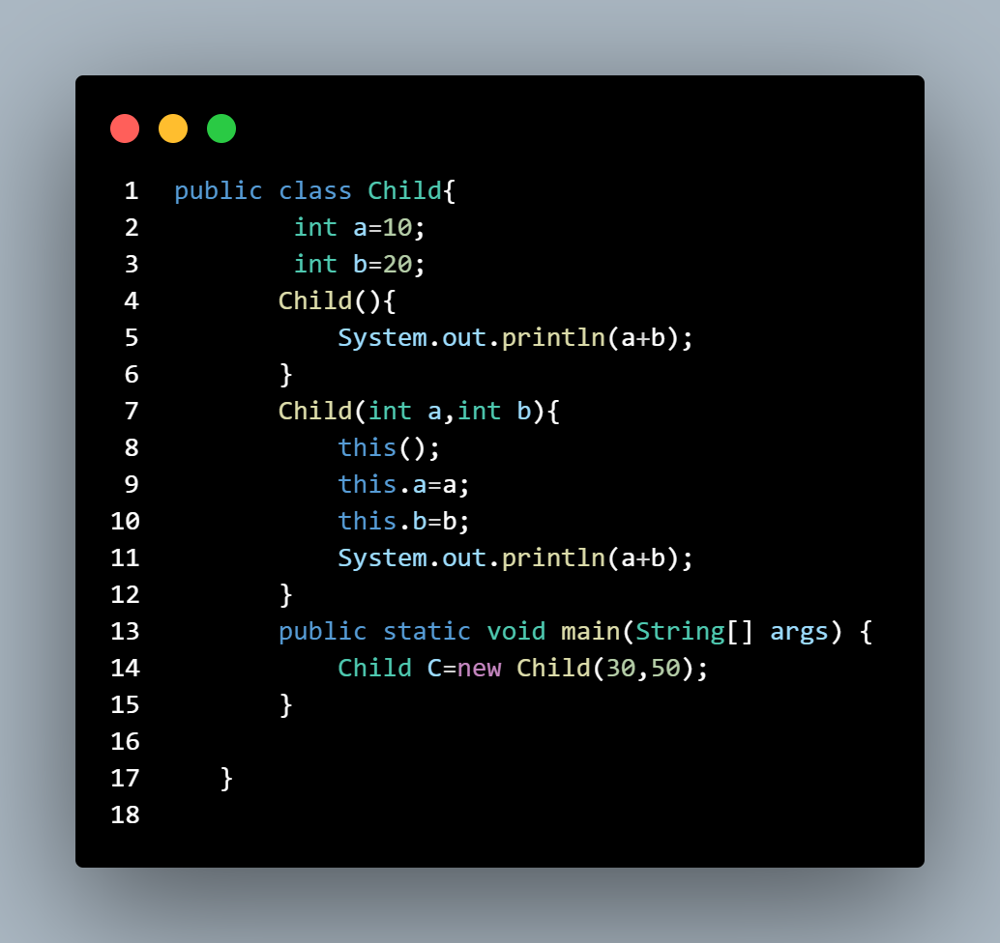 1 public class Child{
2 int a=10;
3 int b=20;
4 Child(){
5 System.out.println(a+b);
6 }
7 Child(int a,int b){
8 this();
9 this.a=a;
10 this.b=b;
11 System.out.println(a+b);
12 }
13 public static void main(String[] args) {
14 Child C=new Child(30,50);
15 }
16
17 }
18